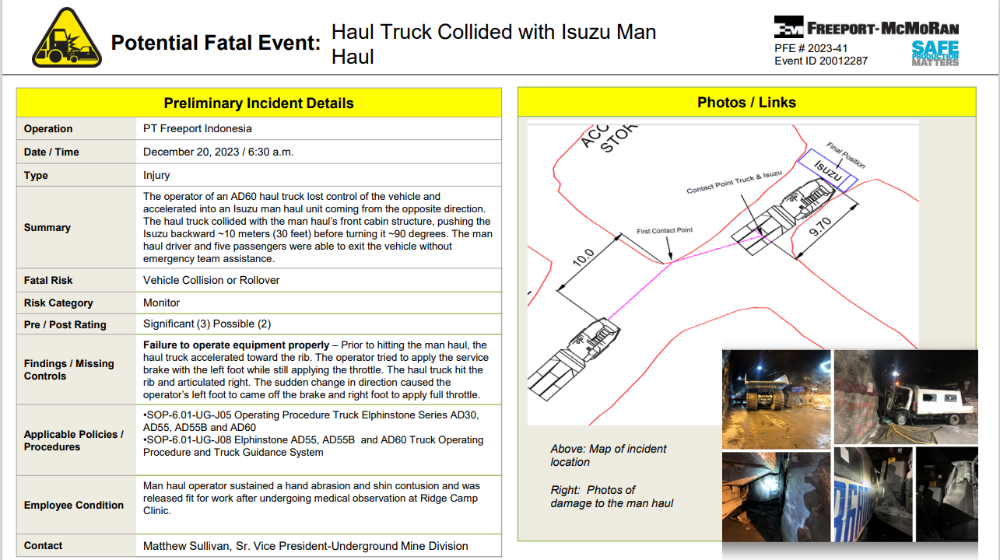 Potential Fatal Event:
Haul Truck Collided with Isuzu Man
Haul
FREEPORT-McMoRAN
PFE # 2023-41
Event ID 20012287
SAFE
PRODUCTION
MATTERS
Preliminary Incident Details
Operation
PT Freeport Indonesia
Date / Time
December 20, 2023 / 6:30 a.m.
Type
Injury
Summary
The operator of an AD60 haul truck lost control of the vehicle and
accelerated into an Isuzu man haul unit coming from the opposite direction.
The haul truck collided with the man haul's front cabin structure, pushing the
Isuzu backward ~10 meters (30 feet) before turning it ~90 degrees. The man
haul driver and five passengers were able to exit the vehicle without
emergency team assistance.
Fatal Risk
Vehicle Collision or Rollover
Risk Category
Monitor
Pre / Post Rating
Significant (3) Possible (2)
Findings / Missing
Controls
Failure to operate equipment properly – Prior to hitting the man haul, the
haul truck accelerated toward the rib. The operator tried to apply the service
brake with the left foot while still applying the throttle. The haul truck hit the
rib and articulated right. The sudden change in direction caused the
operator's left foot to came off the brake and right foot to apply full throttle.
Applicable Policies /
Procedures
•SOP-6.01-UG-J05 Operating Procedure Truck Elphinstone Series AD30,
AD55, AD55B and AD60
•SOP-6.01-UG-J08 Elphinstone AD55, AD55B and AD60 Truck Operating
Procedure and Truck Guidance System
Employee Condition
Man haul operator sustained a hand abrasion and shin contusion and was
released fit for work after undergoing medical observation at Ridge Camp
Clinic.
Contact
Matthew Sullivan, Sr. Vice President-Underground Mine Division
Photos / Links
ACC
STOR
Final Position
Isuzu
Contact Point Truck & Isuzu
First Contact Point
10.0
9.70
Above: Map of incident
location
Right: Photos of
damage to the man haul